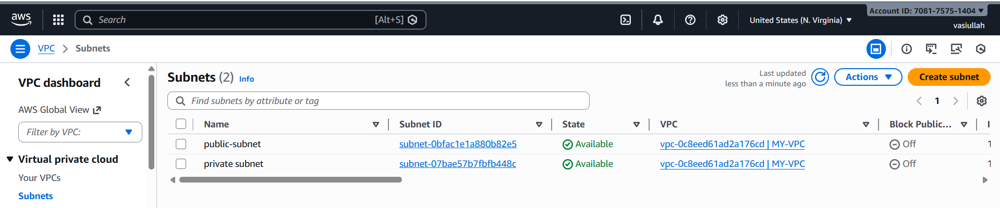 aws
Search
[Alt+S]
United States (N. Virginia)
Account ID: 7081-7575-1404
vasiullah
VPC
Subnets
VPC dashboard
AWS Global View
Filter by VPC:
Virtual private cloud
Your VPCs
Subnets
Subnets (2) Info
Last updated
less than a minute ago
Actions
Create subnet
Find subnets by attribute or tag
1
Name Subnet ID State VPC Block Public... I
public-subnet subnet-0bfac1e1a880b82e5 Available vpc-0c8eed61ad2a176cd | MY-VPC Off 1
private subnet subnet-07bae57b7fbfb448c Available vpc-0c8eed61ad2a176cd | MY-VPC Off 1